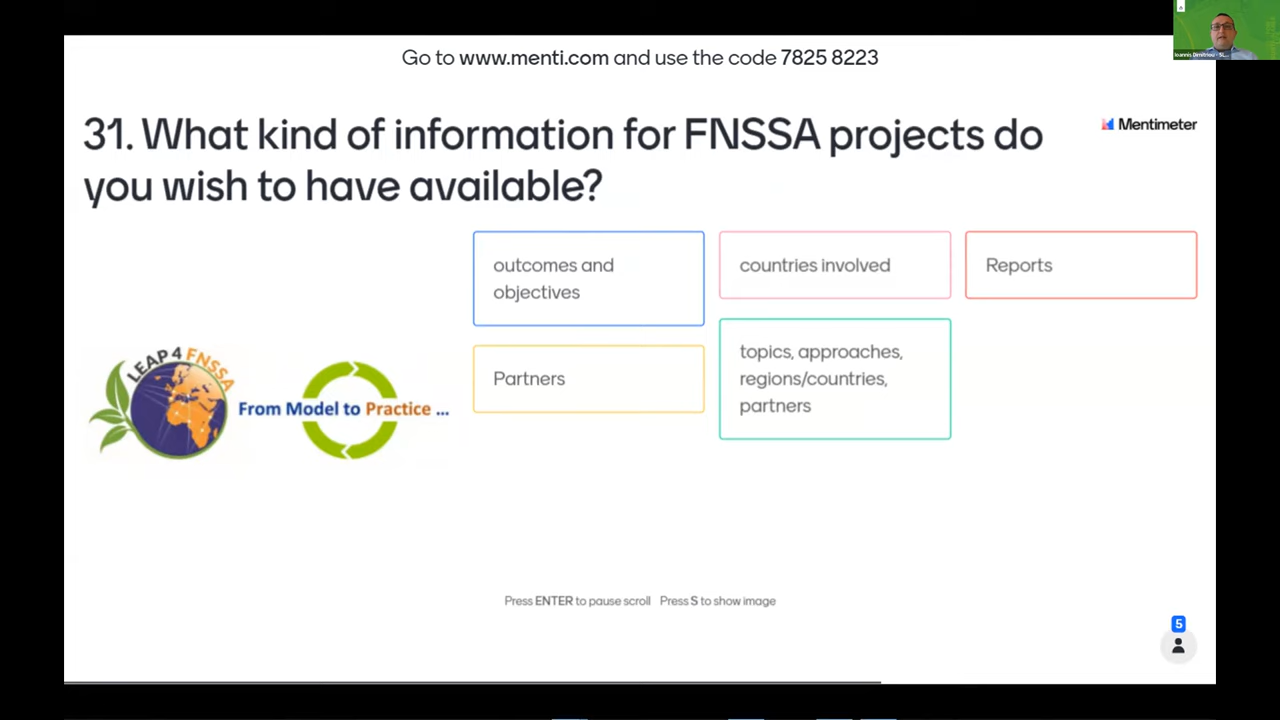 Go to www.menti.com and use the code 7825 8223
31. What kind of information for FNSSA projects do
you wish to have available?
Mentimeter
outcomes and
objectives
countries involved
Reports
Partners
topics, approaches,
regions/countries,
partners
LEAP4 FNSSA
From Model to Practice ...
Press ENTER to pause scroll Press S to show image
5